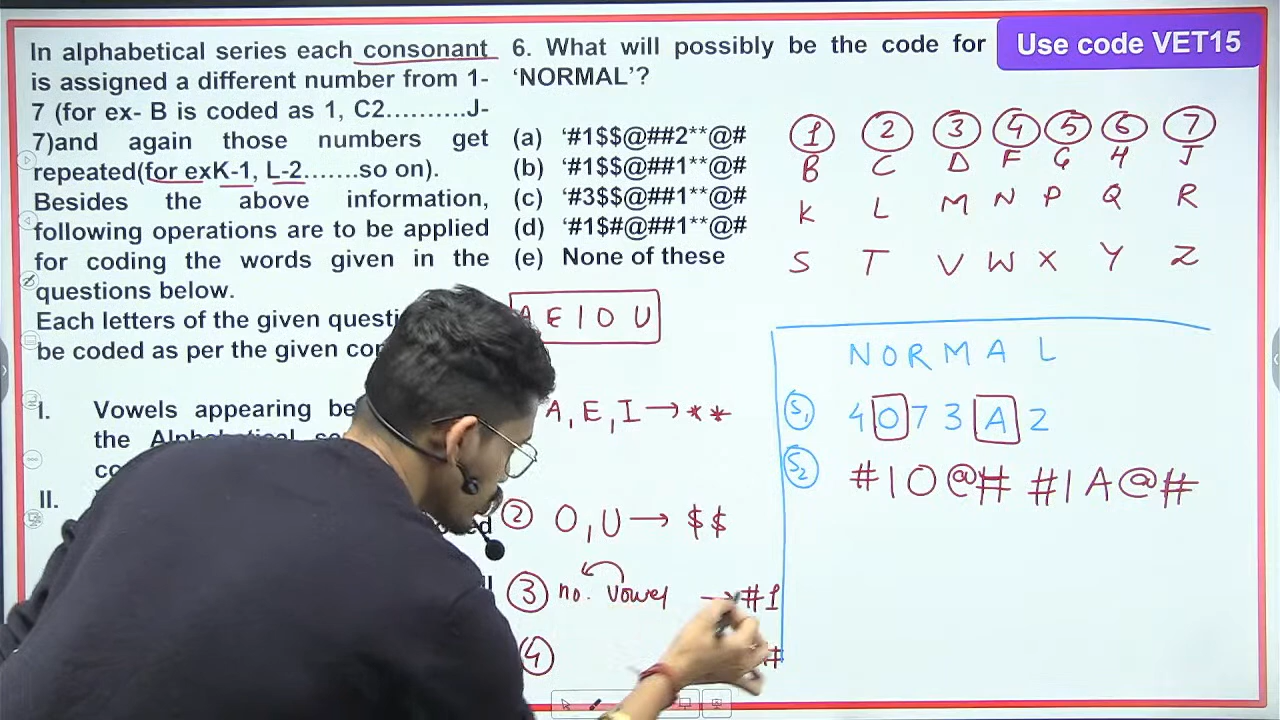 In alphabetical series each consonant
is assigned a different number from 1-
7 (for ex- B is coded as 1, C2..........J-
7)and again those numbers get
repeated(for exK-1, L-2.......so on).
Besides the above information,
following operations are to be applied
for coding the words given in the
questions below.
Each letters of the given questi
be coded as per the given con
I. Vowels appearing be
the Alphabetical se
co
II.
6. What will possibly be the code for
‘NORMAL’?
(a) ‘#1$$@##2**@#
(b) ‘#1$$@##1**@#
(c) ‘#3$$@##1**@#
(d) ‘#1$#@##1**@#
(e) None of these
Use code VET15
1 2 3 4 5 6 7
B C D F G H J
K L M N P Q R
S T V W X Y Z
A E I O U
A, E, I → **
② O, U → $$
③ no. vowel → #1
④ #
N O R M A L
S1 4 O 7 3 A 2
S2 #1O@# #1A@#